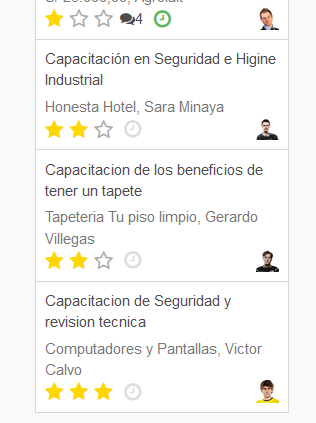 4
Capacitación en Seguridad e Higine
Industrial
Honesta Hotel, Sara Minaya
Capacitacion de los beneficios de
tener un tapete
Tapeteria Tu piso limpio, Gerardo
Villegas
Capacitacion de Seguridad y
revision tecnica
Computadores y Pantallas, Victor
Calvo